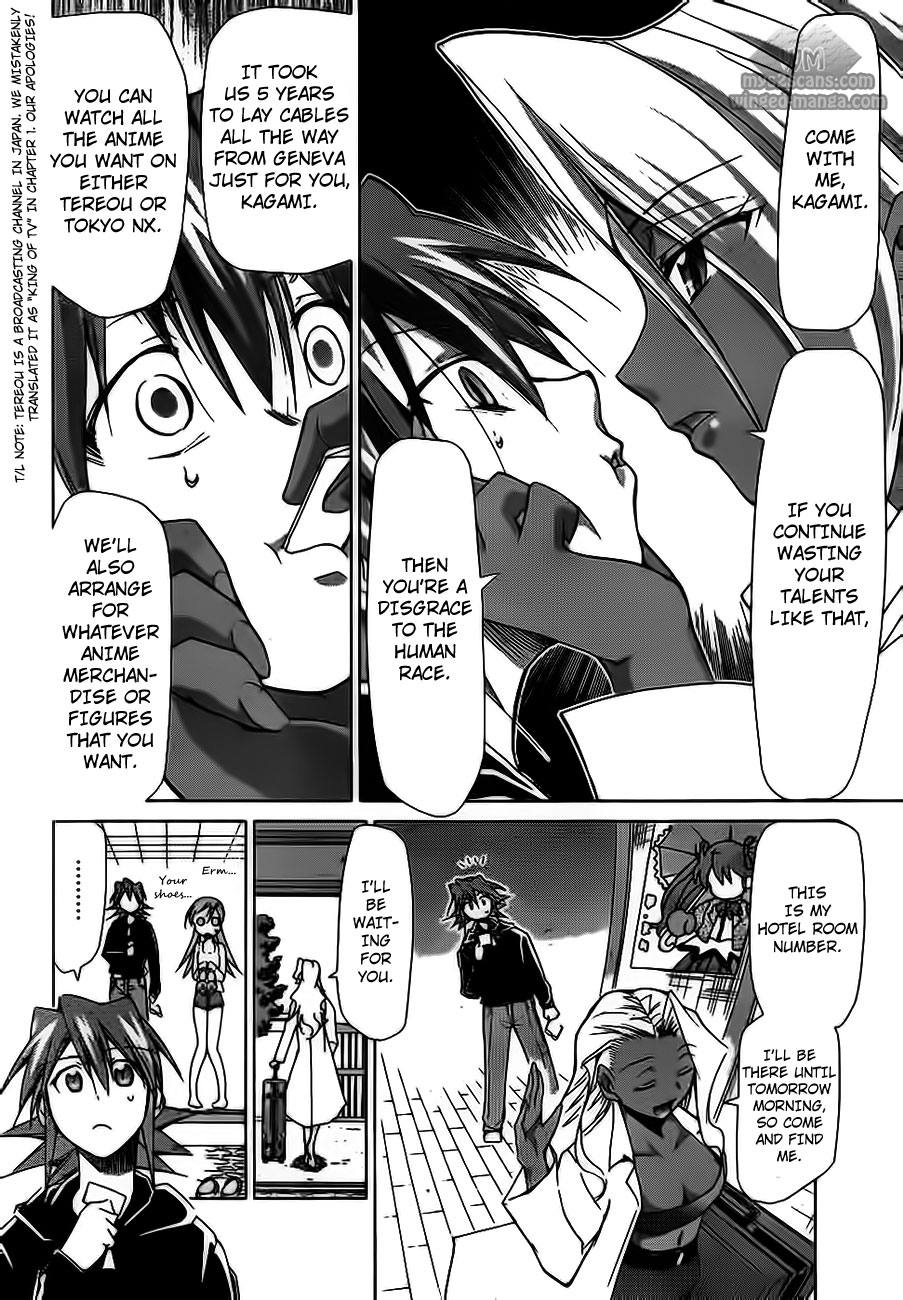 COME
WITH
ME,
KAGAMI.
IF YOU
CONTINUE
WASTING
YOUR
TALENTS
LIKE THAT,
THEN
YOU'RE A
DISGRACE
TO THE
HUMAN
RACE.
IT TOOK
US 5 YEARS
TO LAY CABLES
ALL THE WAY
FROM GENEVA
JUST FOR YOU,
KAGAMI.
YOU CAN
WATCH ALL
THE ANIME
YOU WANT ON
EITHER
TEREOU OR
TOKYO NX.
WE'LL
ALSO
ARRANGE
FOR
WHATEVER
ANIME
MERCHAN-
DISE OR
FIGURES
THAT YOU
WANT.
T/L NOTE: TEREOU IS A BROADCASTING CHANNEL IN JAPAN. WE MISTAKENLY
TRANSLATED IT AS "KING OF TV" IN CHAPTER 1. OUR APOLOGIES!
THIS
IS MY
HOTEL ROOM
NUMBER.
I'LL BE
THERE UNTIL
TOMORROW
MORNING,
SO COME
AND FIND
ME.
I'LL
BE
WAIT-
ING
FOR
YOU.
Erm...
Your
shoes...
.........
winged-manga.com